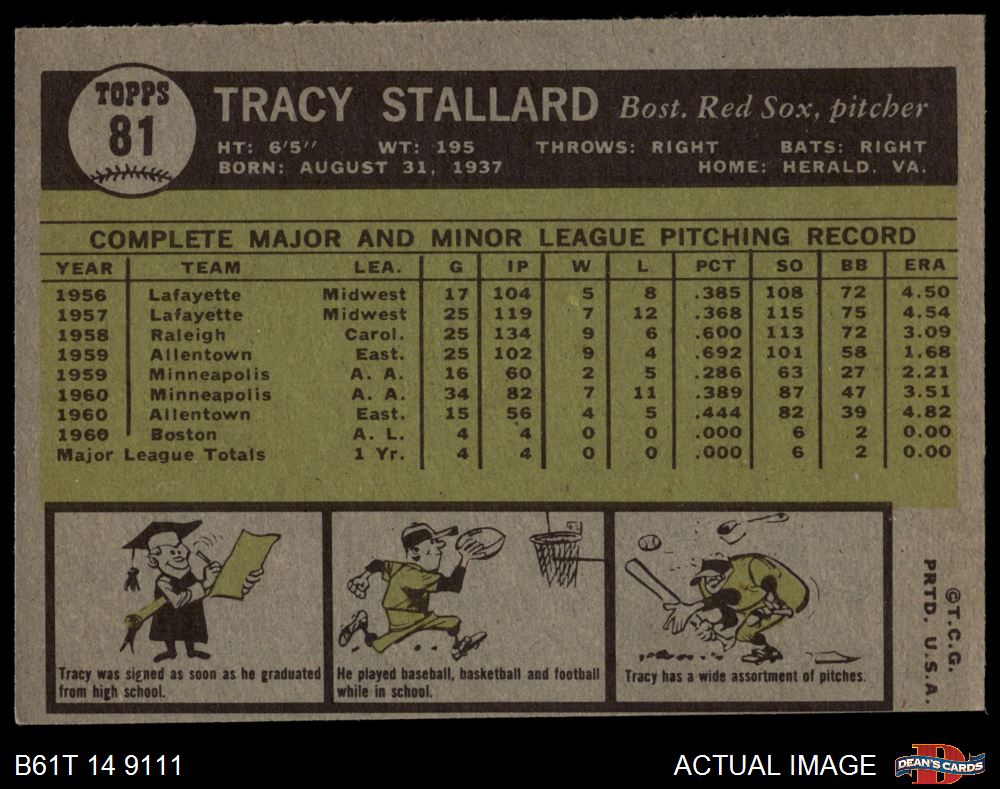 TOPPS
81
TRACY STALLARD Bost. Red Sox, pitcher
HT: 6'5" WT: 195 THROWS: RIGHT BATS: RIGHT
BORN: AUGUST 31, 1937 HOME: HERALD, VA.
COMPLETE MAJOR AND MINOR LEAGUE PITCHING RECORD
YEAR TEAM LEA. G IP W L PCT SO BB ERA
1956 Lafayette Midwest 17 104 5 8 .385 108 72 4.50
1957 Lafayette Midwest 25 119 7 12 .368 115 75 4.54
1958 Raleigh Carol. 25 134 9 6 .600 113 72 3.09
1959 Allentown East. 25 102 9 4 .692 101 58 1.68
1959 Minneapolis A. A. 16 60 2 5 .286 63 27 2.21
1960 Minneapolis A. A. 34 82 7 11 .389 87 47 3.51
1960 Allentown East. 15 56 4 5 .444 82 39 4.82
1960 Boston A. L. 4 4 0 0 .000 6 2 0.00
Major League Totals 1 Yr. 4 4 0 0 .000 6 2 0.00
Tracy was signed as soon as he graduated
from high school.
He played baseball, basketball and football
while in school.
Tracy has a wide assortment of pitches.
©T.C.G.
PRTD. U.S.A.
B61T 14 9111
ACTUAL IMAGE
DEAN'S CARDS